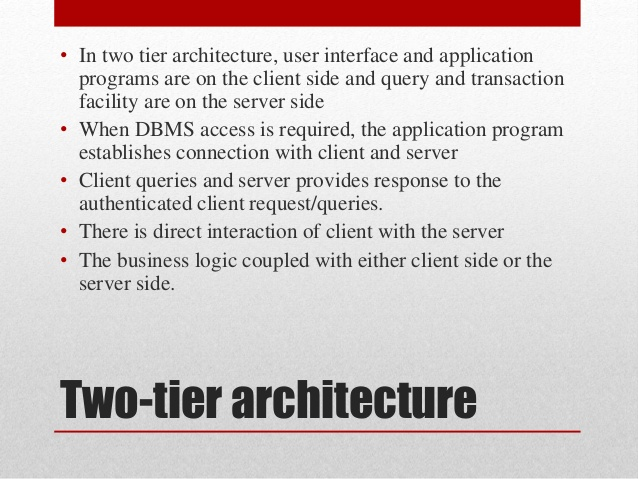 • In two tier architecture, user interface and application
programs are on the client side and query and transaction
facility are on the server side
• When DBMS access is required, the application program
establishes connection with client and server
• Client queries and server provides response to the
authenticated client request/queries.
• There is direct interaction of client with the server
• The business logic coupled with either client side or the
server side.
Two-tier architecture